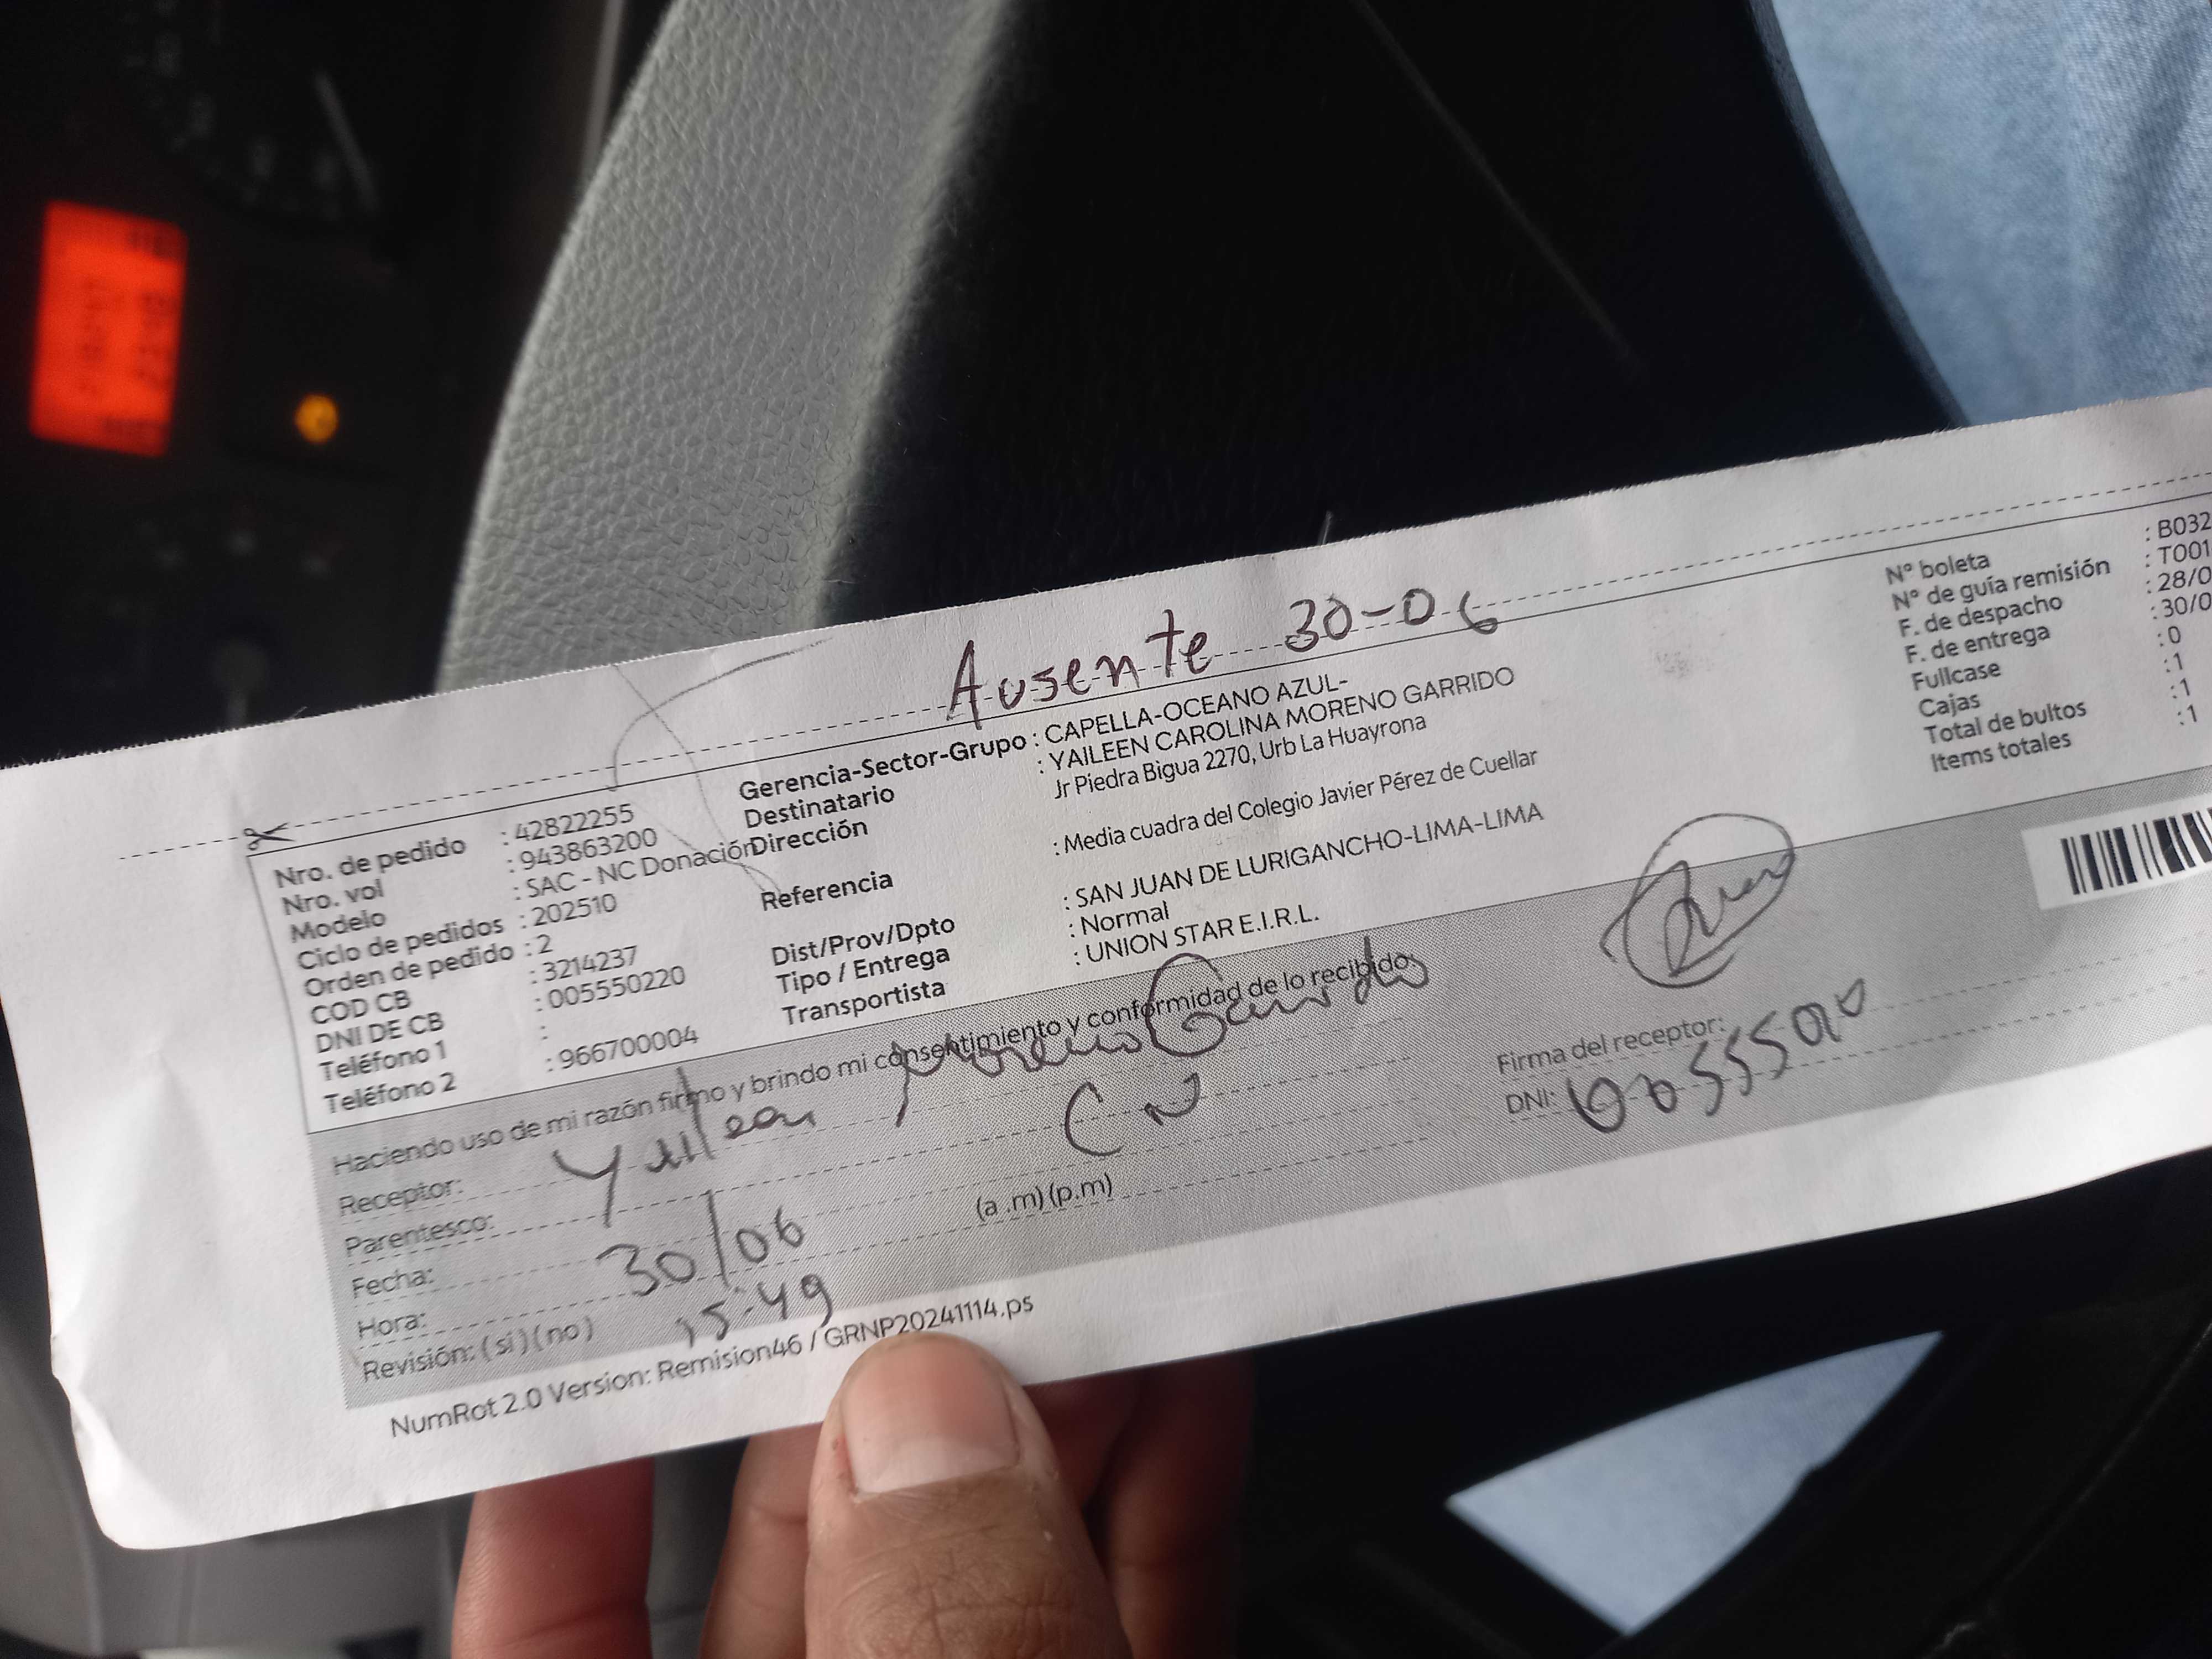 Ausente 30-06
Nro. de pedido : 42822255
Nro. vol : 943863200
Modelo : SAC - NC Donación
Ciclo de pedidos : 202510
Orden de pedido : 2
COD CB : 3214237
DNI DE CB : 005550220
Teléfono 1 :
Teléfono 2 : 966700004
Gerencia-Sector-Grupo : CAPELLA-OCEANO AZUL-
Destinatario : YAILEEN CAROLINA MORENO GARRIDO
Dirección Jr Piedra Bigua 2270, Urb La Huayrona
Referencia : Media cuadra del Colegio Javier Pérez de Cuellar
Dist/Prov/Dpto : SAN JUAN DE LURIGANCHO-LIMA-LIMA
Tipo / Entrega : Normal
Transportista : UNION STAR E.I.R.L.
N° boleta : B032
N° de guía remisión : T001
F. de despacho : 28/0
F. de entrega : 30/0
Fullcase : 0
Cajas : 1
Total de bultos : 1
Items totales : 1
Haciendo uso de mi razón firmo y brindo mi consentimiento y conformidad de lo recibido:
Receptor: Yaileen Moreno Garrido
Parentesco:
Fecha: 30/06
Hora: 15:49 (a .m) (p.m)
Revisión: (si) (no)
Firma del receptor:
DNI:
NumRot 2.0 Version: Remision46 / GRNP20241114.ps